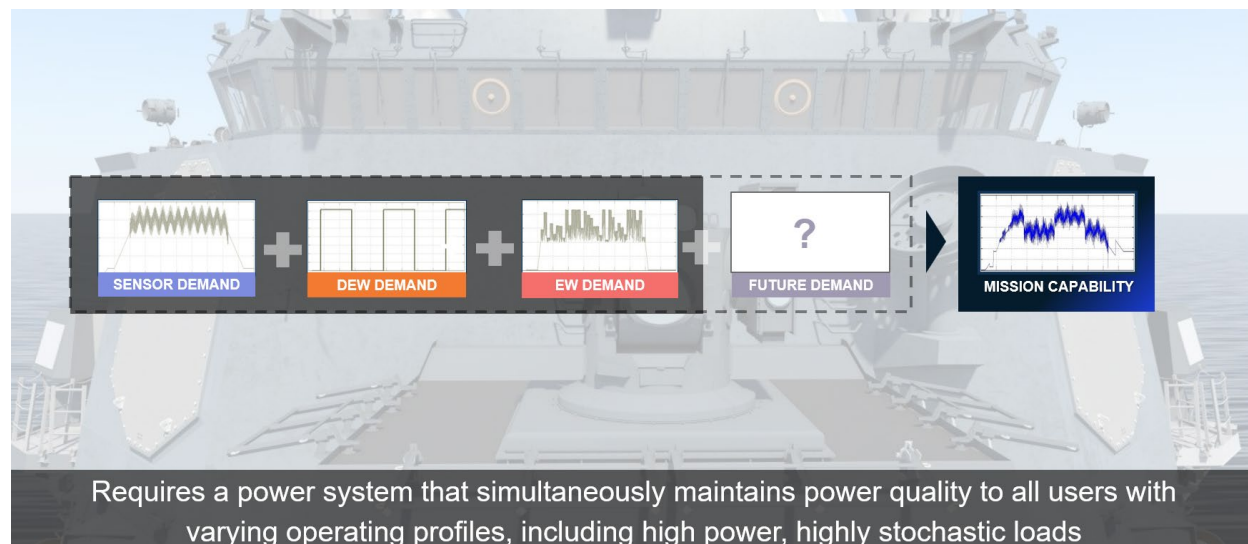 SENSOR DEMAND
DEW DEMAND
EW DEMAND
?
FUTURE DEMAND
MISSION CAPABILITY
Requires a power system that simultaneously maintains power quality to all users with
varying operating profiles, including high power, highly stochastic loads